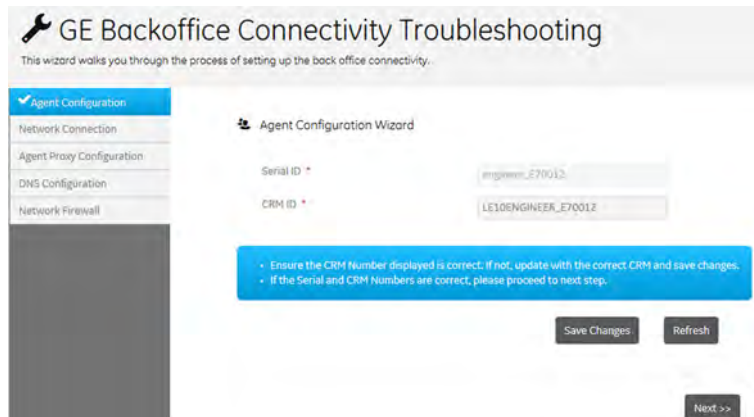 GE Backoffice Connectivity Troubleshooting
This wizard walks you through the process of setting up the back office connectivity.
Agent Configuration
Network Connection
Agent Proxy Configuration
DNS Configuration
Network Firewall
Agent Configuration Wizard
Serial ID *
engineer_E70012
CRM ID *
LE10ENGINEER_E70012
• Ensure the CRM Number displayed is correct. If not, update with the correct CRM and save changes.
• If the Serial and CRM Numbers are correct, please proceed to next step.
Save Changes
Refresh
Next >>